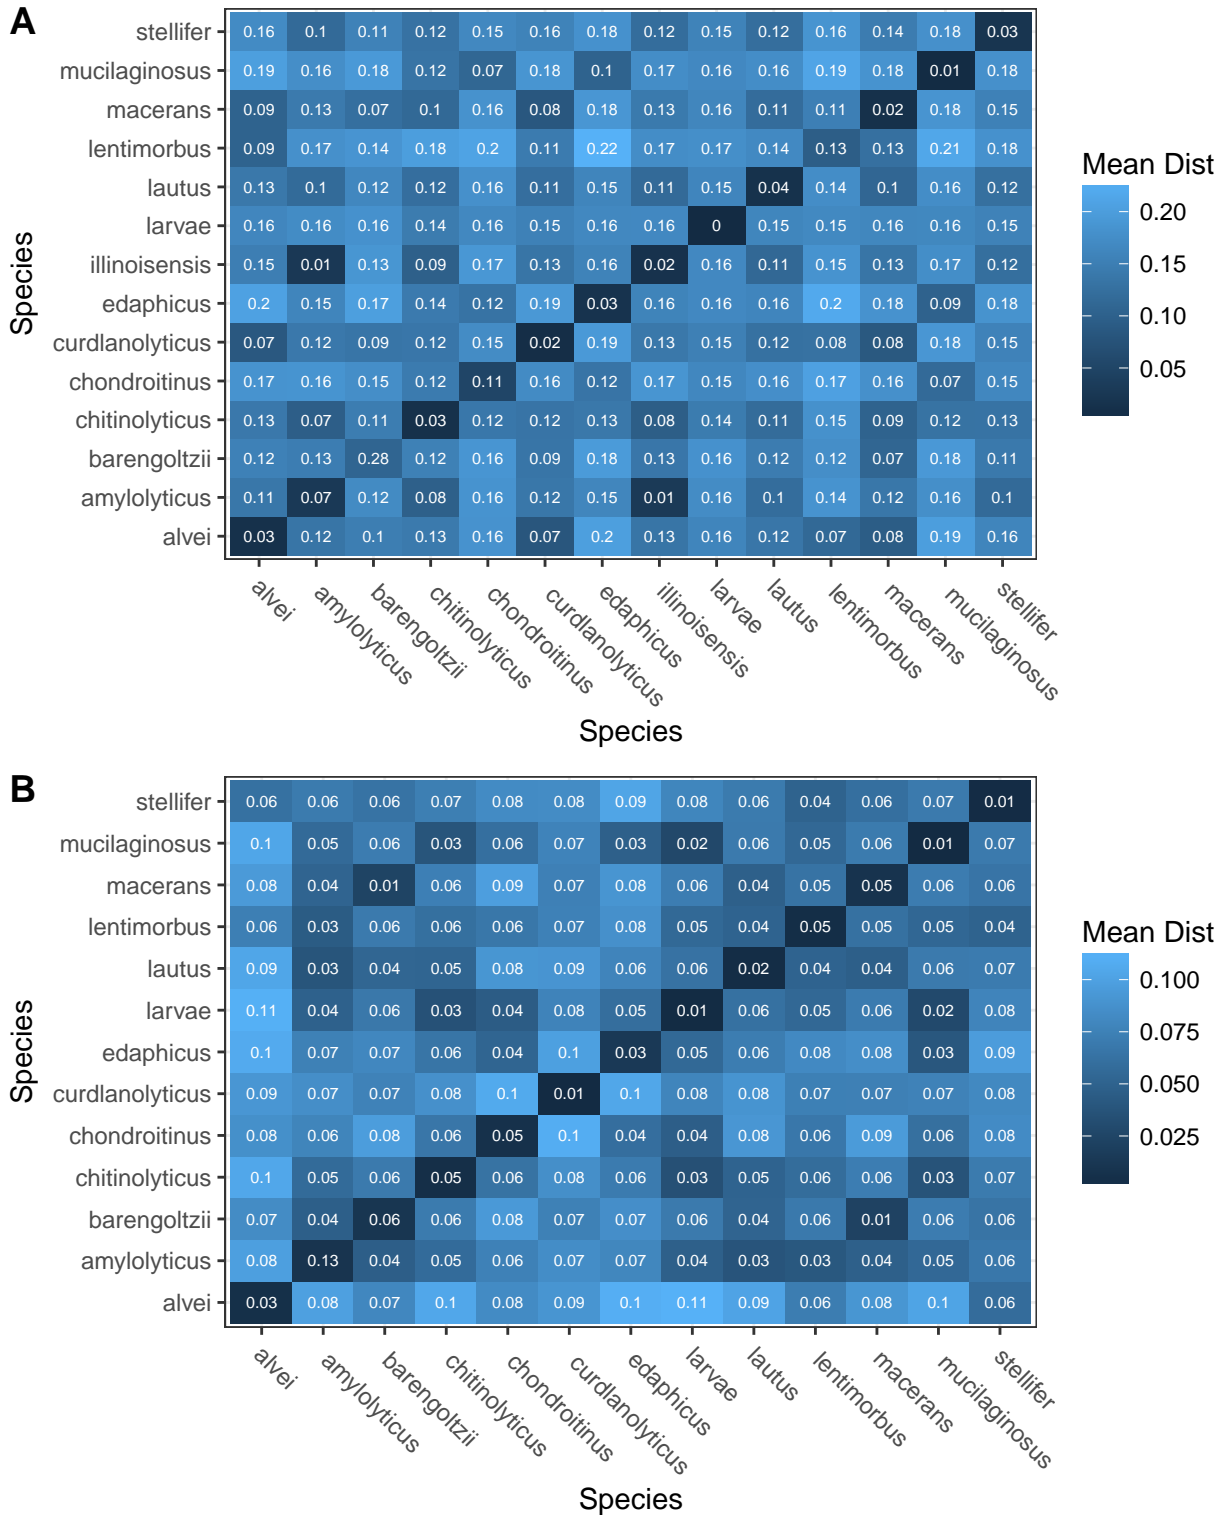 A
stellifer 0.16 0.1 0.11 0.12 0.15 0.16 0.18 0.12 0.15 0.12 0.16 0.14 0.18 0.03
mucilaginosus 0.19 0.16 0.18 0.12 0.07 0.18 0.1 0.17 0.16 0.16 0.19 0.18 0.01 0.18
macerans 0.09 0.13 0.07 0.1 0.16 0.08 0.18 0.13 0.16 0.11 0.11 0.02 0.18 0.15
lentimorbus 0.09 0.17 0.14 0.18 0.2 0.11 0.22 0.17 0.17 0.14 0.13 0.13 0.21 0.18
lautus 0.13 0.1 0.12 0.12 0.16 0.11 0.15 0.11 0.15 0.04 0.14 0.1 0.16 0.12
larvae 0.16 0.16 0.16 0.14 0.16 0.15 0.16 0.16 0 0.15 0.15 0.16 0.16 0.15
illinoisensis 0.15 0.01 0.13 0.09 0.17 0.13 0.16 0.02 0.16 0.11 0.15 0.13 0.17 0.12
edaphicus 0.2 0.15 0.17 0.14 0.12 0.19 0.03 0.16 0.16 0.16 0.2 0.18 0.09 0.18
curdlanolyticus 0.07 0.12 0.09 0.12 0.15 0.02 0.19 0.13 0.15 0.12 0.08 0.08 0.18 0.15
chondroitinus 0.17 0.16 0.15 0.12 0.11 0.16 0.12 0.17 0.15 0.16 0.17 0.16 0.07 0.15
chitinolyticus 0.13 0.07 0.11 0.03 0.12 0.12 0.13 0.08 0.14 0.11 0.15 0.09 0.12 0.13
barengoltzii 0.12 0.13 0.28 0.12 0.16 0.09 0.18 0.13 0.16 0.12 0.12 0.07 0.18 0.11
amylolyticus 0.11 0.07 0.12 0.08 0.16 0.12 0.15 0.01 0.16 0.1 0.14 0.12 0.16 0.1
alvei 0.03 0.12 0.1 0.13 0.16 0.07 0.2 0.13 0.16 0.12 0.07 0.08 0.19 0.16
alvei amylolyticus barengoltzii chitinolyticus chondroitinus curdlanolyticus edaphicus illinoisensis larvae lautus lentimorbus macerans mucilaginosus stellifer
Species
Species
Mean Dist
0.20
0.15
0.10
0.05
B
stellifer 0.06 0.06 0.06 0.07 0.08 0.08 0.09 0.08 0.06 0.04 0.06 0.07 0.01
mucilaginosus 0.1 0.05 0.06 0.03 0.06 0.07 0.03 0.02 0.06 0.05 0.06 0.01 0.07
macerans 0.08 0.04 0.01 0.06 0.09 0.07 0.08 0.06 0.04 0.05 0.05 0.06 0.06
lentimorbus 0.06 0.03 0.06 0.06 0.06 0.07 0.08 0.05 0.04 0.05 0.05 0.05 0.04
lautus 0.09 0.03 0.04 0.05 0.08 0.09 0.06 0.06 0.02 0.04 0.04 0.06 0.07
larvae 0.11 0.04 0.06 0.03 0.04 0.08 0.05 0.01 0.06 0.05 0.06 0.02 0.08
edaphicus 0.1 0.07 0.07 0.06 0.04 0.1 0.03 0.05 0.06 0.08 0.08 0.03 0.09
curdlanolyticus 0.09 0.07 0.07 0.08 0.1 0.01 0.1 0.08 0.08 0.07 0.07 0.07 0.08
chondroitinus 0.08 0.06 0.08 0.06 0.05 0.1 0.04 0.04 0.08 0.06 0.09 0.06 0.08
chitinolyticus 0.1 0.05 0.06 0.05 0.06 0.08 0.06 0.03 0.05 0.06 0.06 0.03 0.07
barengoltzii 0.07 0.04 0.06 0.06 0.08 0.07 0.07 0.06 0.04 0.06 0.01 0.06 0.06
amylolyticus 0.08 0.13 0.04 0.05 0.06 0.07 0.07 0.04 0.03 0.03 0.04 0.05 0.06
alvei 0.03 0.08 0.07 0.1 0.08 0.09 0.1 0.11 0.09 0.06 0.08 0.1 0.06
alvei amylolyticus barengoltzii chitinolyticus chondroitinus curdlanolyticus edaphicus larvae lautus lentimorbus macerans mucilaginosus stellifer
Species
Species
Mean Dist
0.100
0.075
0.050
0.025